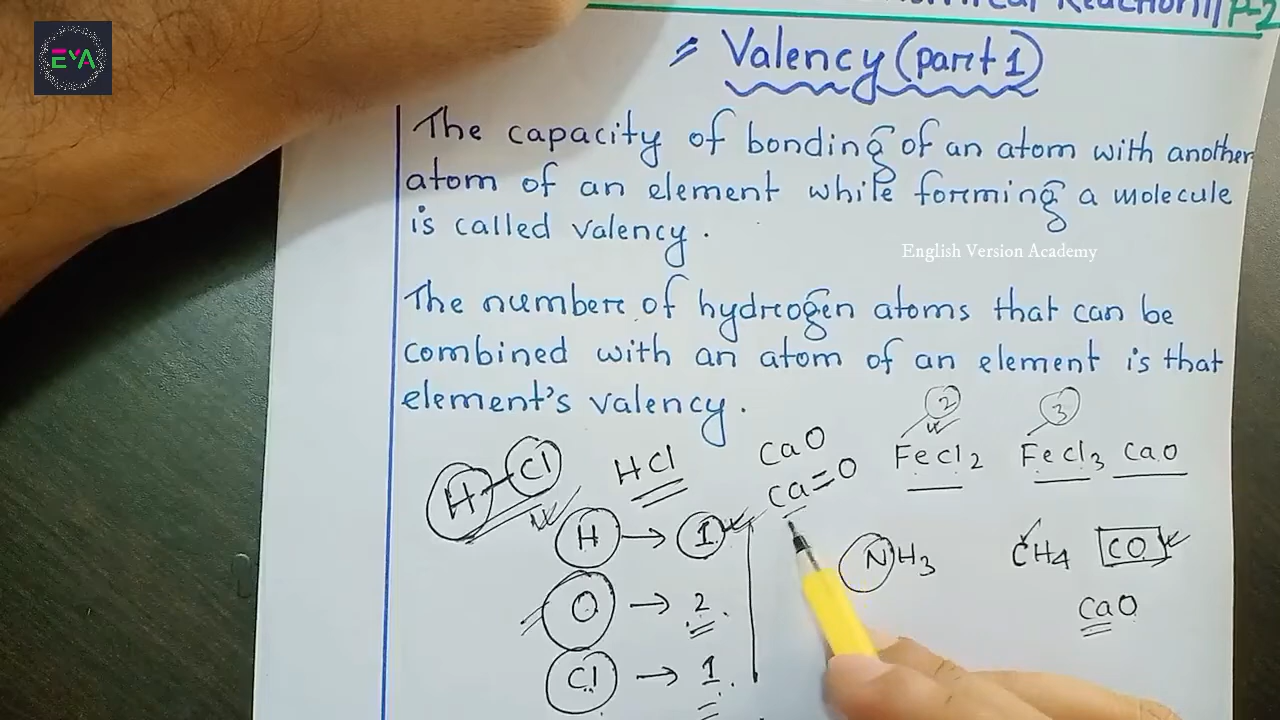 EVA
Reaction // P-2
Valency (part 1)
The capacity of bonding of an atom with another
atom of an element while forming a molecule
is called valency.
English Version Academy
The number of hydrogen atoms that can be
combined with an atom of an element is that
element's valency.
2 3
H-Cl HCl CaO FeCl2 FeCl3 CaO
Ca=O
H → 1 NH3 CH4 CO
O → 2. CaO
Cl → 1.